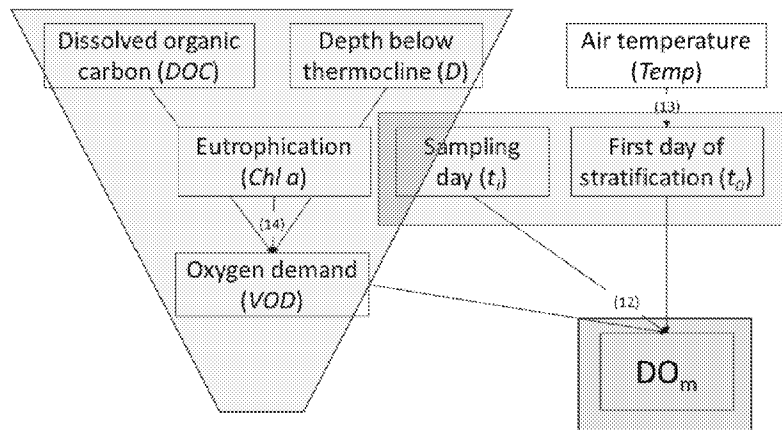 Dissolved organic
carbon (DOC)
Depth below
thermocline (D)
Air temperature
(Temp)
(13)
Eutrophication
(Chl a)
Sampling
day (tᵢ)
First day of
stratification (t₀)
(14)
Oxygen demand
(VOD)
(12)
DOₘ